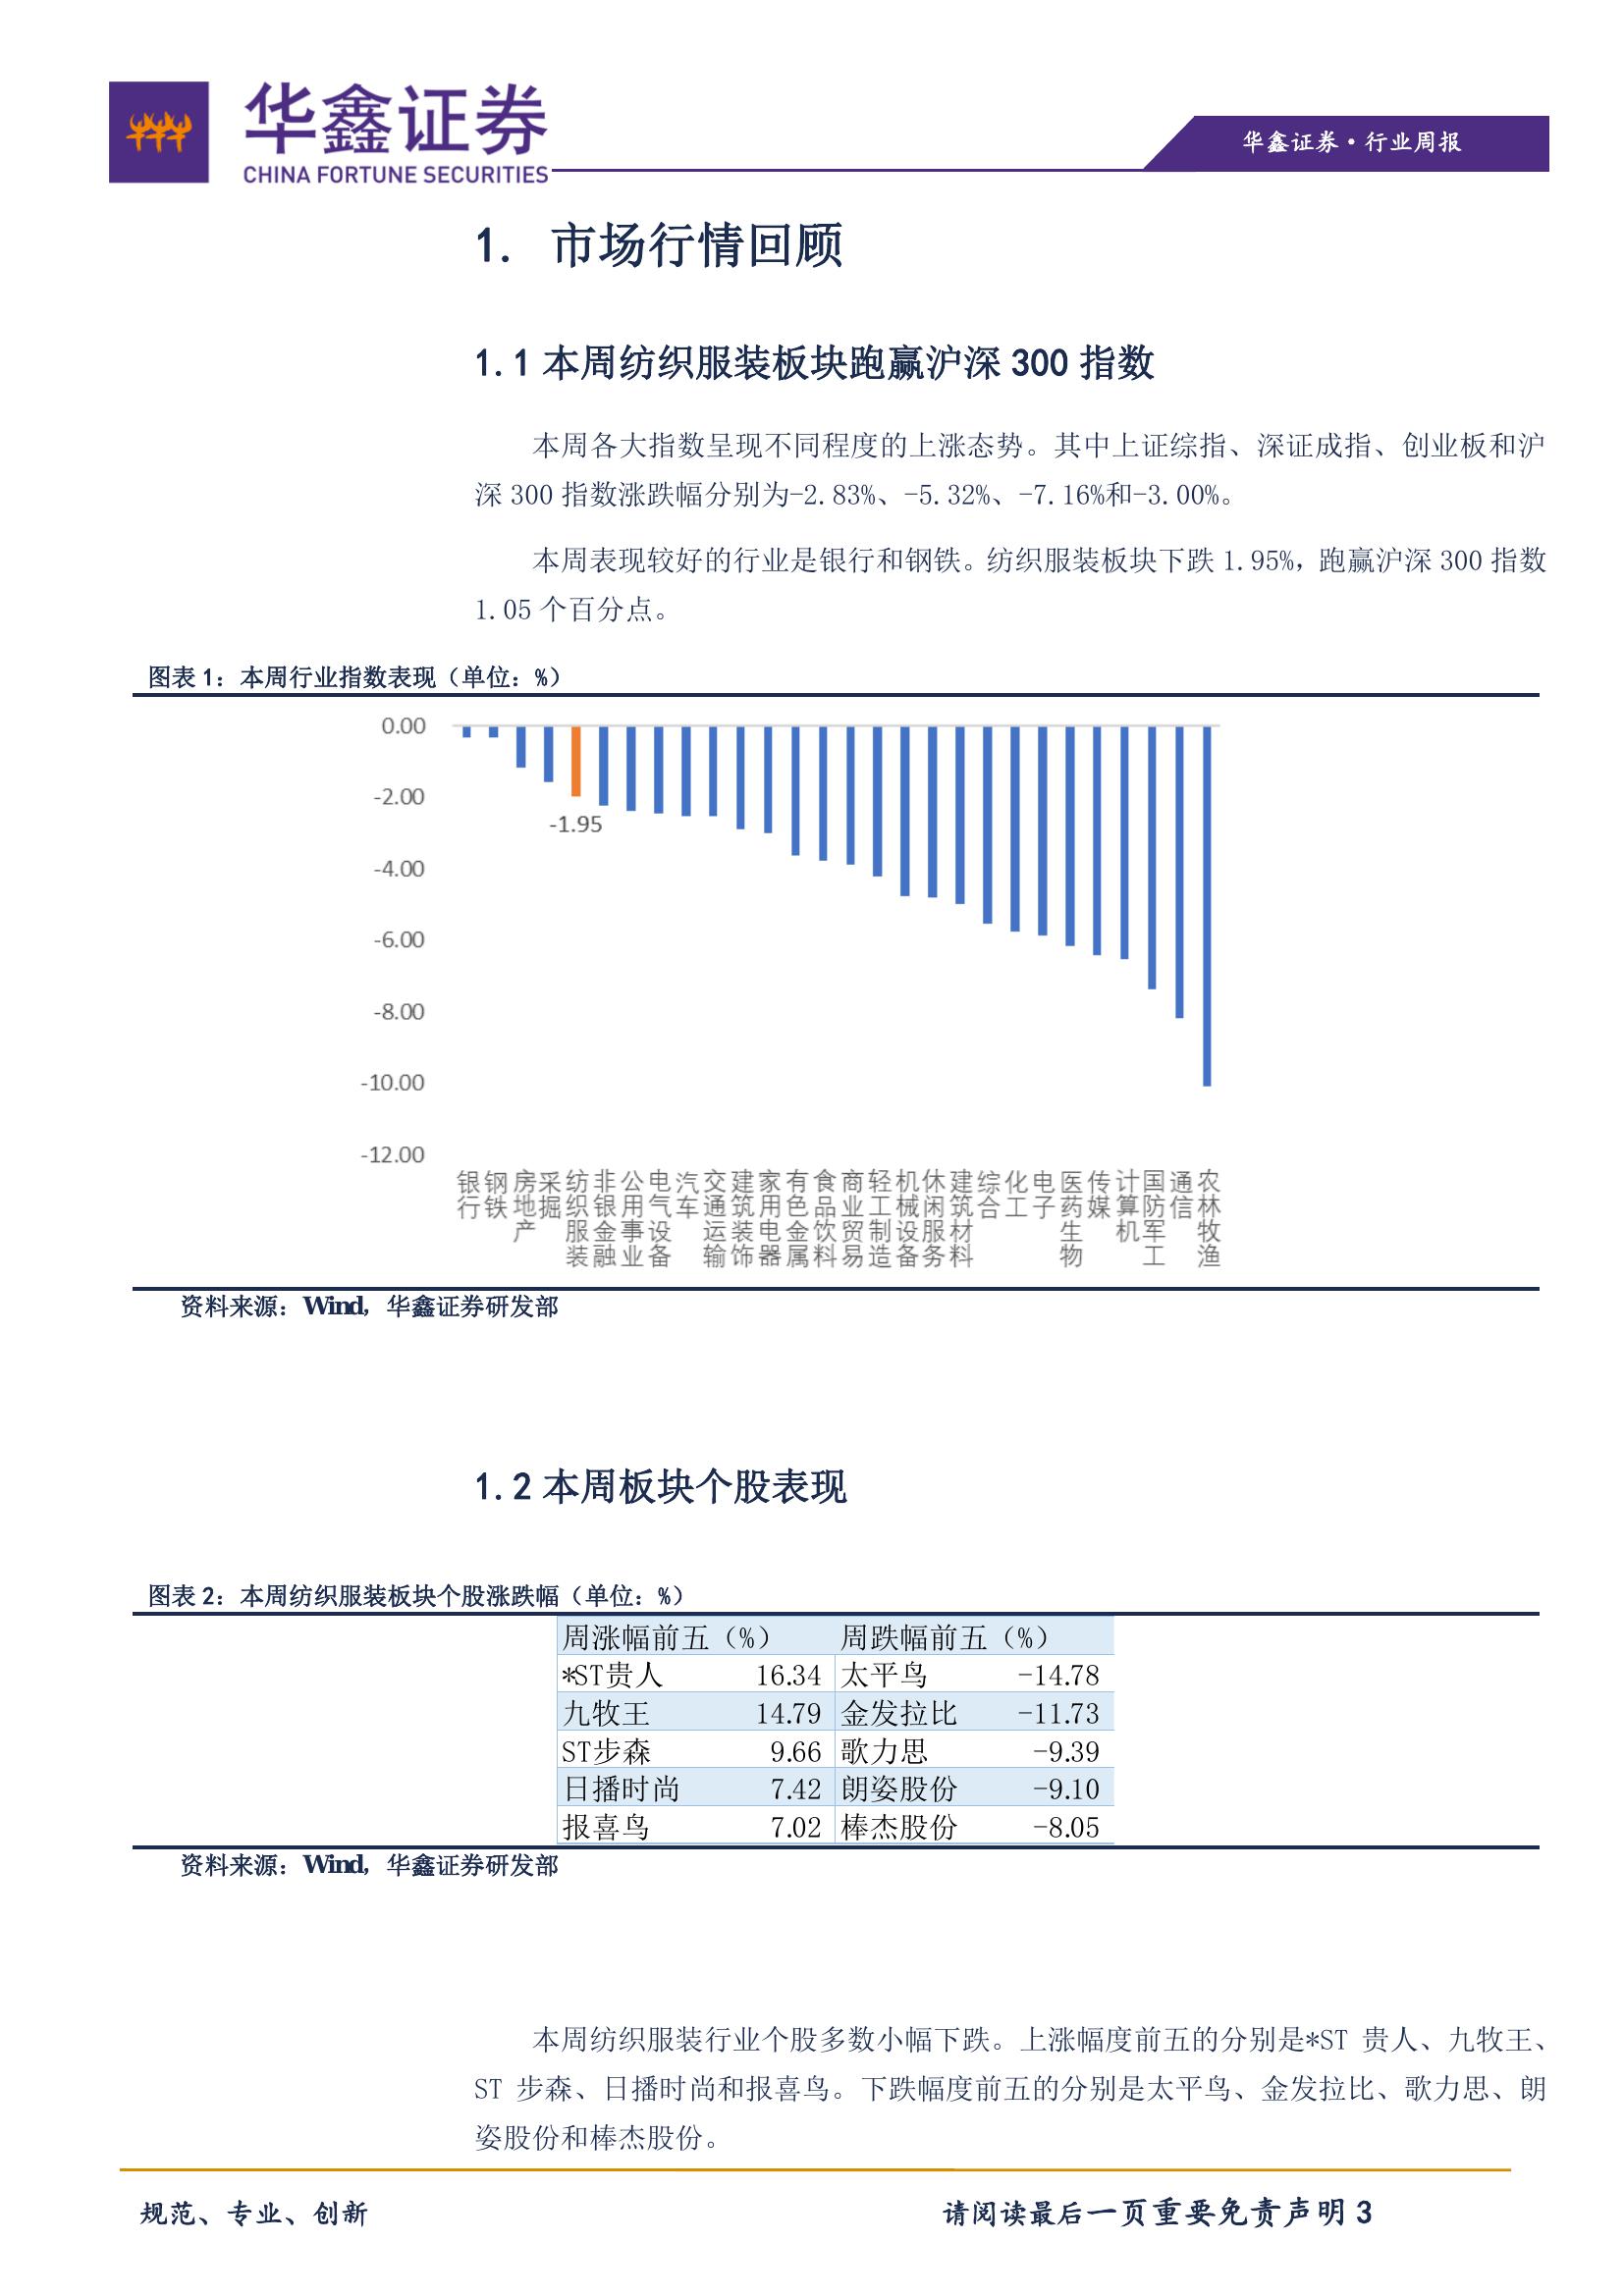 华鑫证券
CHINA FORTUNE SECURITIES
华鑫证券·行业周报
1. 市场行情回顾
1.1 本周纺织服装板块跑赢沪深 300 指数
本周各大指数呈现不同程度的上涨态势。其中上证综指、深证成指、创业板和沪
深 300 指数涨跌幅分别为-2.83%、-5.32%、-7.16%和-3.00%。
本周表现较好的行业是银行和钢铁。纺织服装板块下跌 1.95%，跑赢沪深 300 指数
1.05 个百分点。
图表 1：本周行业指数表现（单位：%）
0.00
-2.00
-1.95
-4.00
-6.00
-8.00
-10.00
-12.00
银行 钢铁 房地产 采掘 纺织服装 非银金融 公用事业 电气设备 汽车 交通运输 建筑装饰 家用电器 有色金属 食品饮料 商业贸易 轻工制造 机械设备 休闲服务 建筑材料 综合 化工 电子 医药生物 传媒 计算机 国防军工 通信 农林牧渔
资料来源：Wind，华鑫证券研发部
1.2 本周板块个股表现
图表 2：本周纺织服装板块个股涨跌幅（单位：%）
周涨幅前五（%） 周跌幅前五（%）
*ST贵人 16.34 太平鸟 -14.78
九牧王 14.79 金发拉比 -11.73
ST步森 9.66 歌力思 -9.39
日播时尚 7.42 朗姿股份 -9.10
报喜鸟 7.02 棒杰股份 -8.05
资料来源：Wind，华鑫证券研发部
本周纺织服装行业个股多数小幅下跌。上涨幅度前五的分别是*ST 贵人、九牧王、
ST 步森、日播时尚和报喜鸟。下跌幅度前五的分别是太平鸟、金发拉比、歌力思、朗
姿股份和棒杰股份。
规范、专业、创新
请阅读最后一页重要免责声明 3